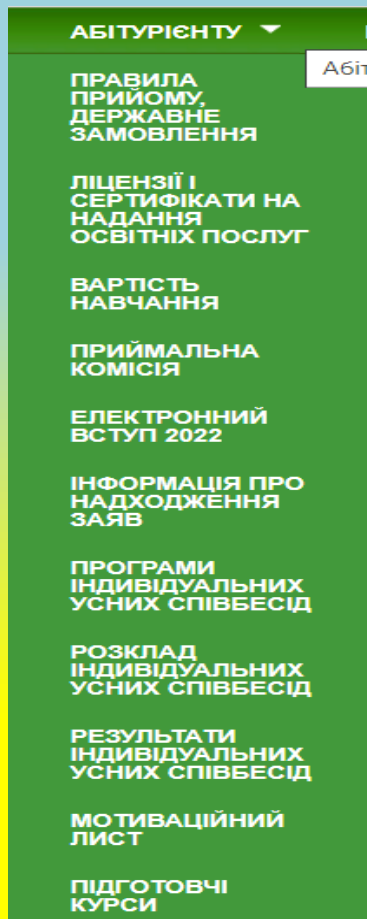 АБІТУРІЄНТУ
Абіт
ПРАВИЛА
ПРИЙОМУ,
ДЕРЖАВНЕ
ЗАМОВЛЕННЯ
ЛІЦЕНЗІЇ І
СЕРТИФІКАТИ НА
НАДАННЯ
ОСВІТНІХ ПОСЛУГ
ВАРТІСТЬ
НАВЧАННЯ
ПРИЙМАЛЬНА
КОМІСІЯ
ЕЛЕКТРОННИЙ
ВСТУП 2022
ІНФОРМАЦІЯ ПРО
НАДХОДЖЕННЯ
ЗАЯВ
ПРОГРАМИ
ІНДИВІДУАЛЬНИХ
УСНИХ СПІВБЕСІД
РОЗКЛАД
ІНДИВІДУАЛЬНИХ
УСНИХ СПІВБЕСІД
РЕЗУЛЬТАТИ
ІНДИВІДУАЛЬНИХ
УСНИХ СПІВБЕСІД
МОТИВАЦІЙНИЙ
ЛИСТ
ПІДГОТОВЧІ
КУРСИ